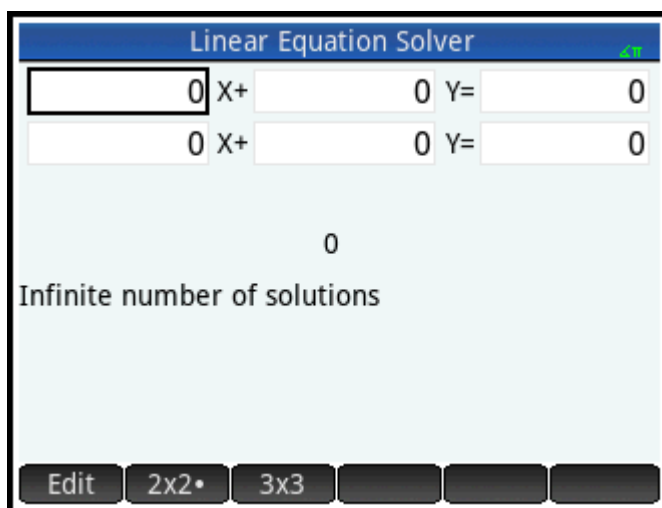 Linear Equation Solver ∡π
0 X+ 0 Y= 0
0 X+ 0 Y= 0
0
Infinite number of solutions
Edit 2x2• 3x3